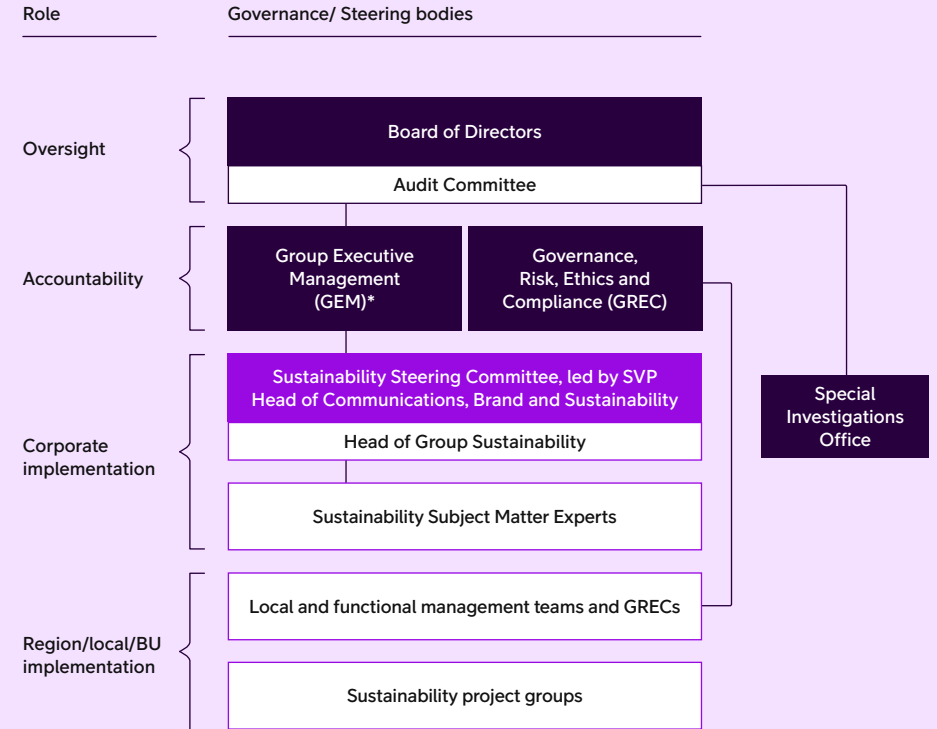 Role
Governance/ Steering bodies
Oversight
Board of Directors
Audit Committee
Accountability
Group Executive
Management
(GEM)*
Governance,
Risk, Ethics and
Compliance (GREC)
Corporate
implementation
Sustainability Steering Committee, led by SVP
Head of Communications, Brand and Sustainability
Head of Group Sustainability
Sustainability Subject Matter Experts
Special
Investigations
Office
Region/local/BU
implementation
Local and functional management teams and GRECs
Sustainability project groups